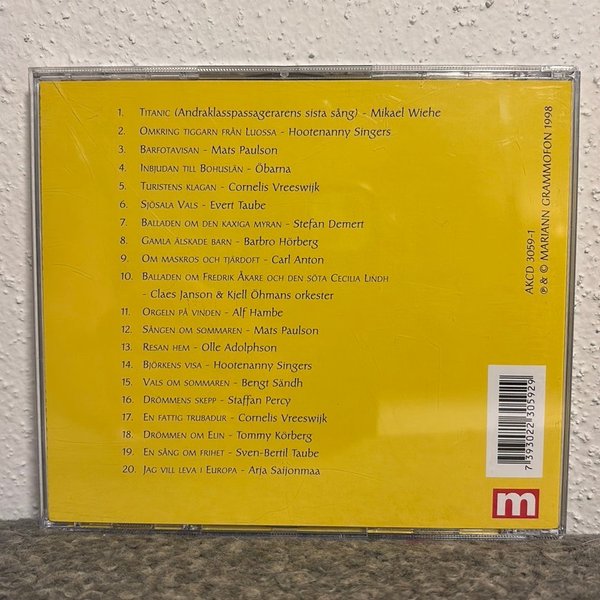 1. Titanic (Andraklasspassagerarens sista sång) - Mikael Wiehe
2. Omkring tiggarn från Luossa - Hootenanny Singers
3. Barfotavisan - Mats Paulson
4. Inbjudan till Bohuslän - Öbarna
5. Turistens klagan - Cornelis Vreeswijk
6. Sjösala Vals - Evert Taube
7. Balladen om den kaxiga myran - Stefan Demert
8. Gamla älskade barn - Barbro Hörberg
9. Om maskros och tjärdoft - Carl Anton
10. Balladen om Fredrik Åkare och den söta Cecilia Lindh
- Claes Janson & Kjell Öhmans orkester
11. Orgeln på vinden - Alf Hambe
12. Sången om sommaren - Mats Paulson
13. Resan hem - Olle Adolphson
14. Björkens visa - Hootenanny Singers
15. Vals om sommaren - Bengt Sändh
16. Drömmens skepp - Staffan Percy
17. En fattig trubadur - Cornelis Vreeswijk
18. Drömmen om Elin - Tommy Körberg
19. En sång om frihet - Sven-Bertil Taube
20. Jag vill leva i Europa - Arja Saijonmaa
AKCD 3059-1
℗ & © MARIANN GRAMMOFON 1998
7 393022 305929
m